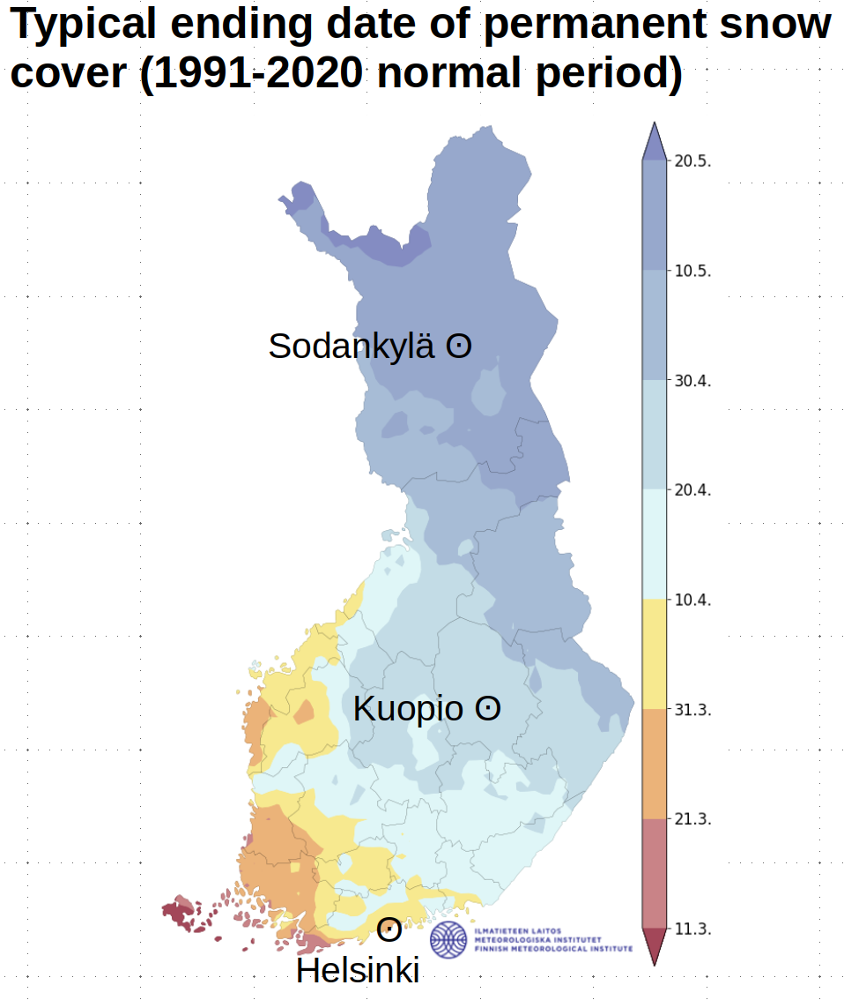 Typical ending date of permanent snow
cover (1991-2020 normal period)
20.5.
10.5.
Sodankylä
30.4.
20.4.
10.4.
Kuopio
31.3.
21.3.
11.3.
ILMATIETEEN LAITOS
METEOROLOGISKA INSTITUTET
FINNISH METEOROLOGICAL INSTITUTE
Helsinki